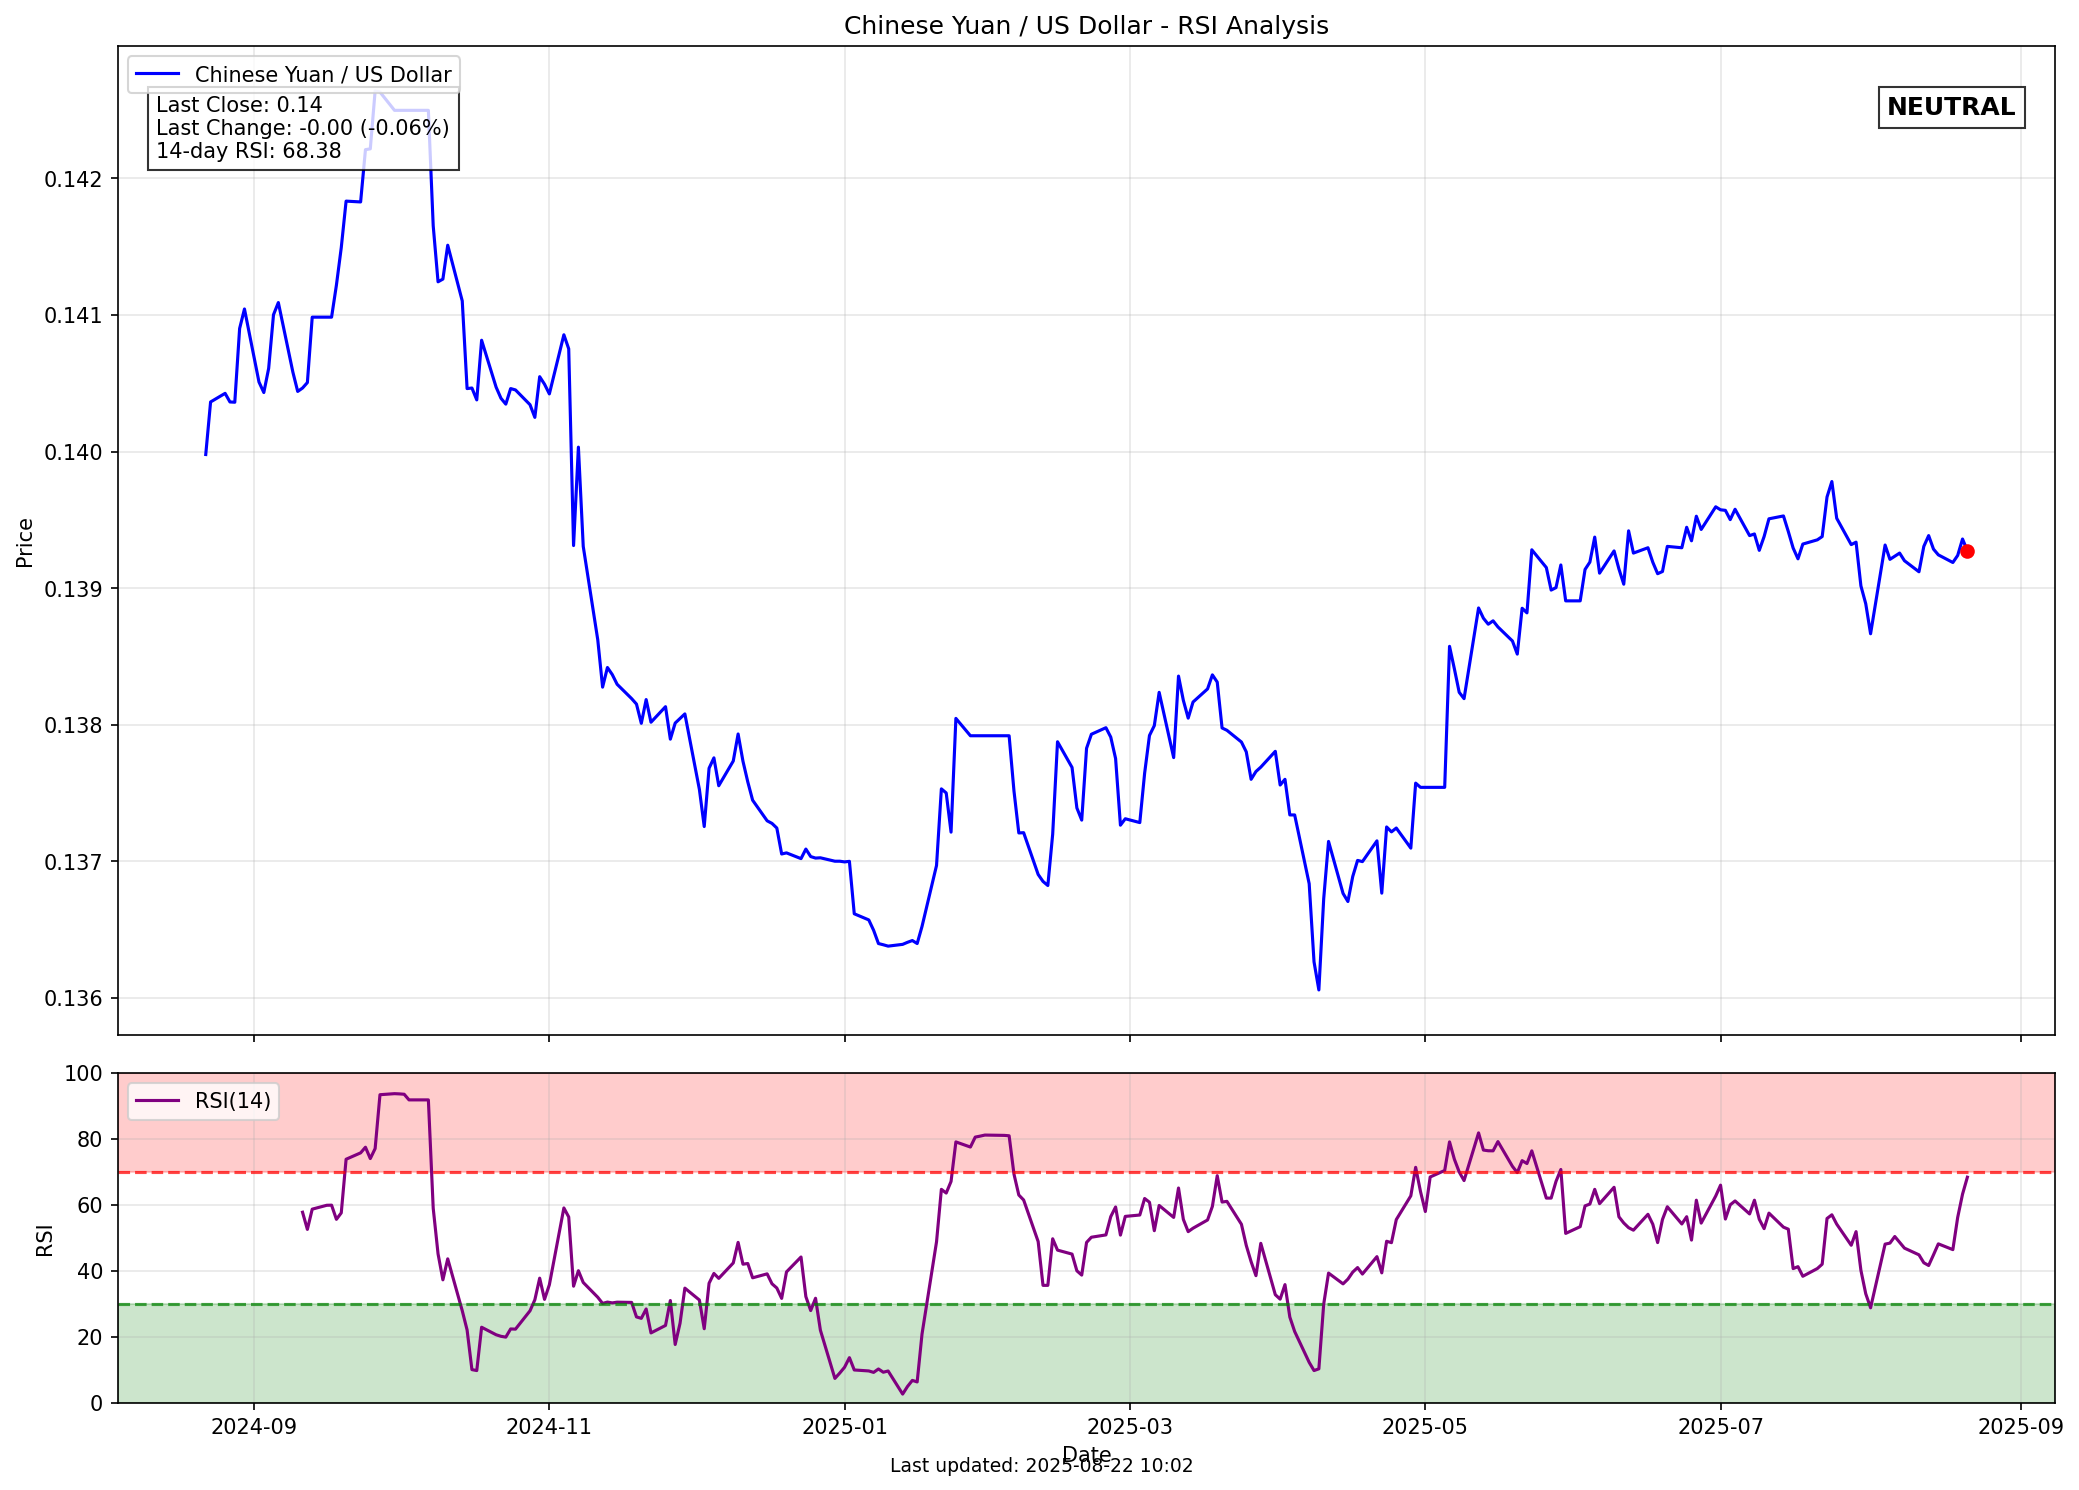 Chinese Yuan / US Dollar - RSI Analysis
Chinese Yuan / US Dollar
Last Close: 0.14
Last Change: -0.00 (-0.06%)
14-day RSI: 68.38
NEUTRAL
0.142
0.141
0.140
0.139
0.138
0.137
0.136
Price
RSI(14)
100
80
60
40
20
0
RSI
2024-09
2024-11
2025-01
2025-03
2025-05
2025-07
2025-09
Date
Last updated: 2025-08-22 10:02